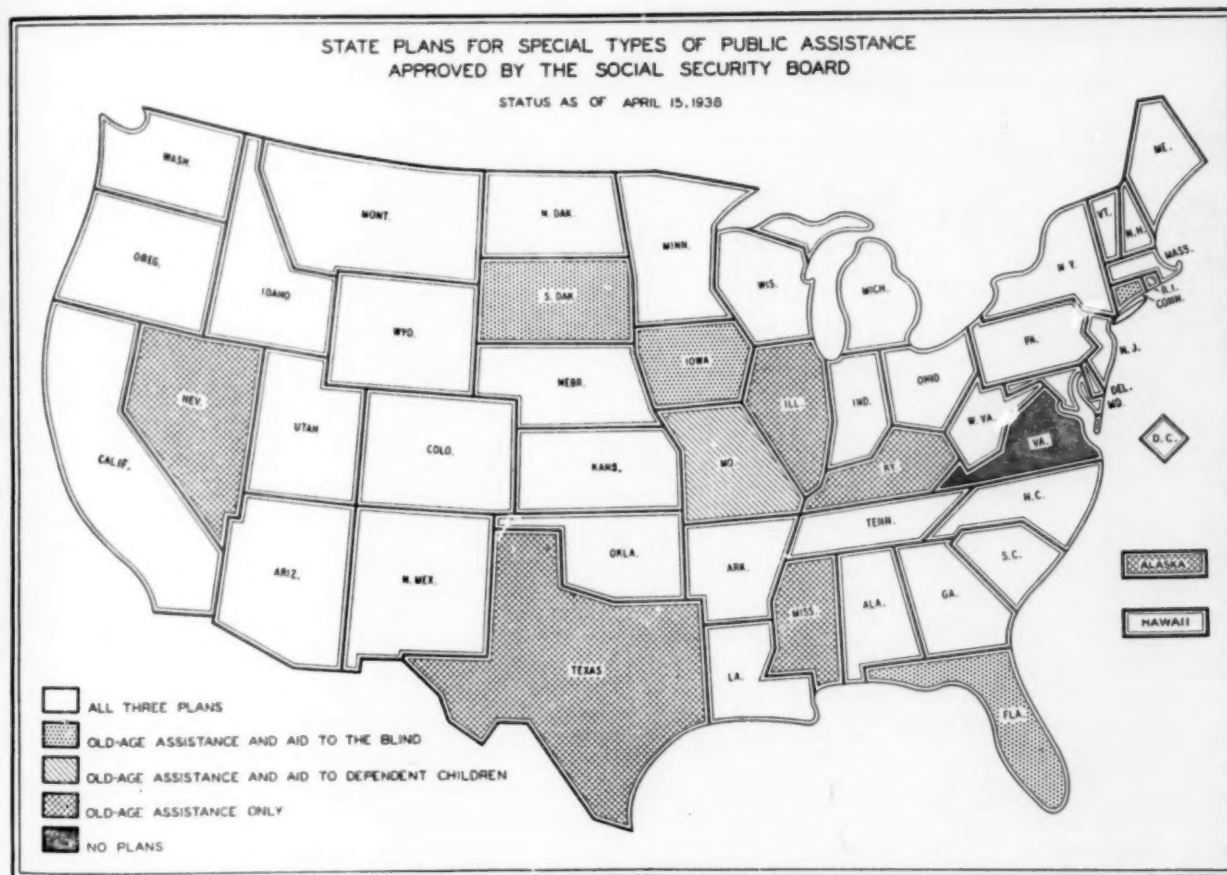 STATE PLANS FOR SPECIAL TYPES OF PUBLIC ASSISTANCE
APPROVED BY THE SOCIAL SECURITY BOARD
STATUS AS OF APRIL 15, 1938
WASH.
MONT.
N. DAK.
MINN.
ME.
VT.
N.H.
OREG.
IDAHO
S. DAK.
WIS.
MICH.
N.Y.
MASS.
R.I.
CONN.
WYO.
IOWA
PA.
N.J.
NEV.
NEBR.
ILL.
IND.
OHIO
DEL.
MD.
UTAH
COLO.
W. VA.
VA.
D.C.
CALIF.
KANS.
MO.
KY.
N.C.
TENN.
ARIZ.
N. MEX.
OKLA.
ARK.
S.C.
ALASKA
MISS.
ALA.
GA.
HAWAII
TEXAS
LA.
FLA.
ALL THREE PLANS
OLD-AGE ASSISTANCE AND AID TO THE BLIND
OLD-AGE ASSISTANCE AND AID TO DEPENDENT CHILDREN
OLD-AGE ASSISTANCE ONLY
NO PLANS